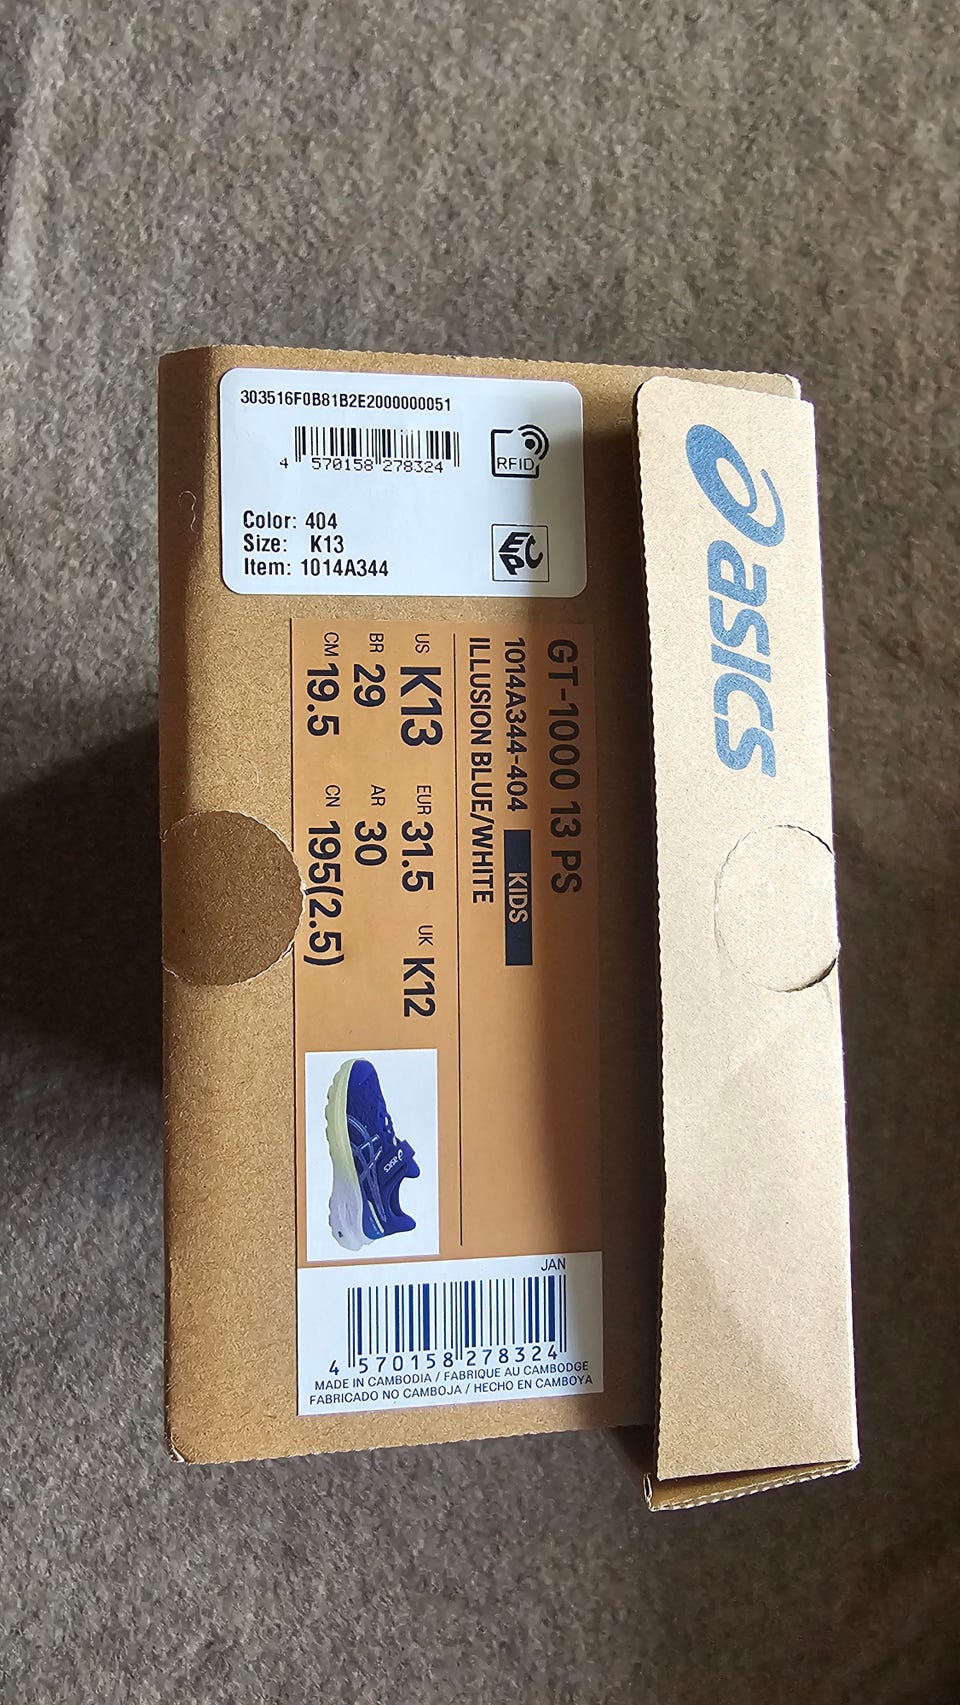 303516F0B81B2E2000000051
4 570158 278324
RFID
Color: 404
Size: K13
Item: 1014A344
EPC
asics
GT-1000 13 PS
1014A344-404 KIDS
ILLUSION BLUE/WHITE
US K13 EUR 31.5 UK K12
BR 29 AR 30
CM 19.5 CN 195(2.5)
asics
JAN
4 570158 278324
MADE IN CAMBODIA / FABRIQUE AU CAMBODGE
FABRICADO NO CAMBOJA / HECHO EN CAMBOYA